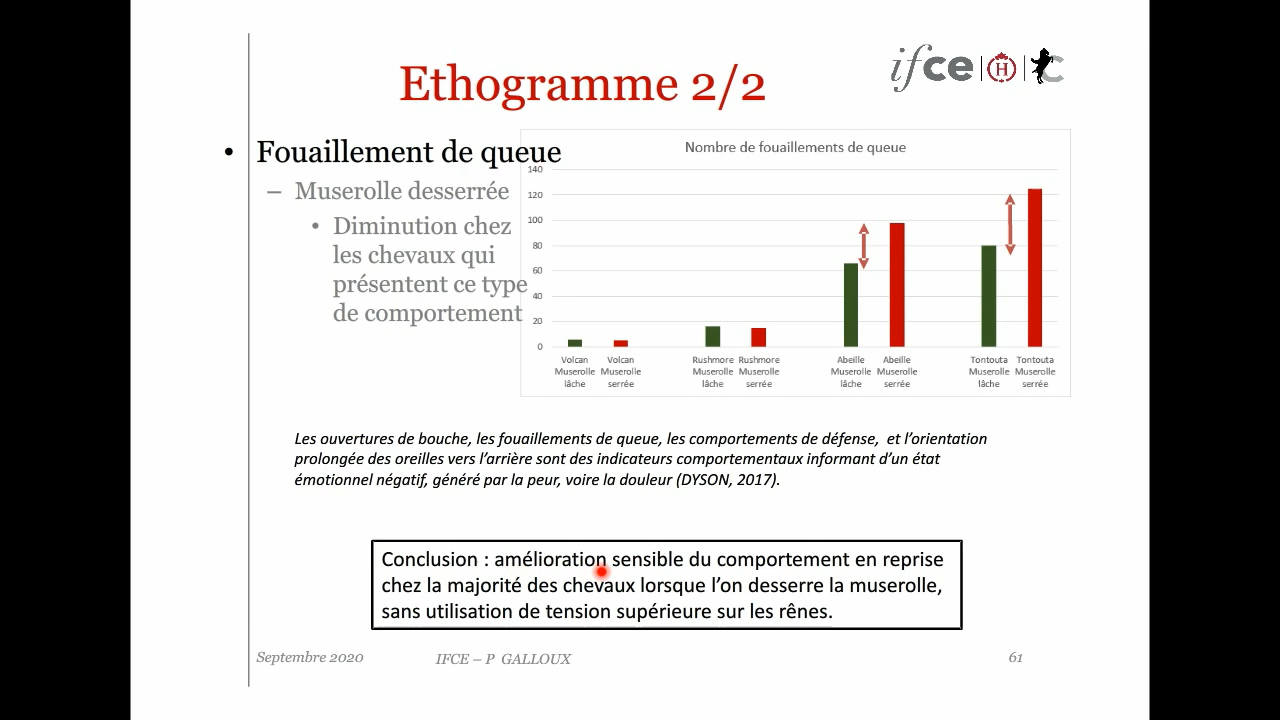 Ethogramme 2/2
ifce
H
• Fouaillement de queue
– Muserolle desserrée
• Diminution chez
les chevaux qui
présentent ce type
de comportement
Nombre de fouaillements de queue
140
120
100
80
60
40
20
0
Volcan Volcan Rushmore Rushmore Abeille Abeille Tontouta Tontouta
Muserolle Muserolle Muserolle Muserolle Muserolle Muserolle Muserolle Muserolle
lâche serrée lâche serrée lâche serrée lâche serrée
Les ouvertures de bouche, les fouaillements de queue, les comportements de défense, et l’orientation
prolongée des oreilles vers l’arrière sont des indicateurs comportementaux informant d’un état
émotionnel négatif, généré par la peur, voire la douleur (DYSON, 2017).
Conclusion : amélioration sensible du comportement en reprise
chez la majorité des chevaux lorsque l’on desserre la muserolle,
sans utilisation de tension supérieure sur les rênes.
Septembre 2020 IFCE – P GALLOUX 61